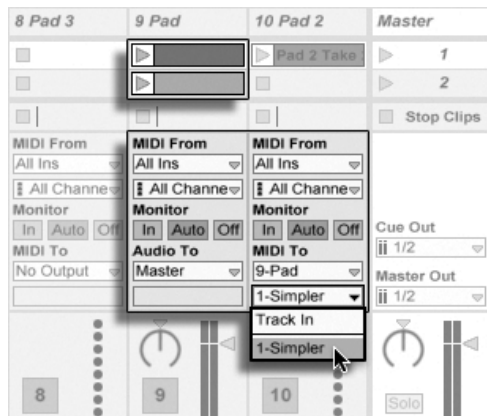 8 Pad 3 9 Pad 10 Pad 2 Master
Pad 2 Take 1
2
Stop Clips
MIDI From MIDI From MIDI From
All Ins All Ins All Ins
All Channe All Channe All Channe
Monitor Monitor Monitor
In Auto Off In Auto Off In Auto Off
Cue Out
MIDI To Audio To MIDI To
1/2
No Output Master 9-Pad
Master Out
1-Simpler
1/2
Track In
1-Simpler
8 9 10 Solo